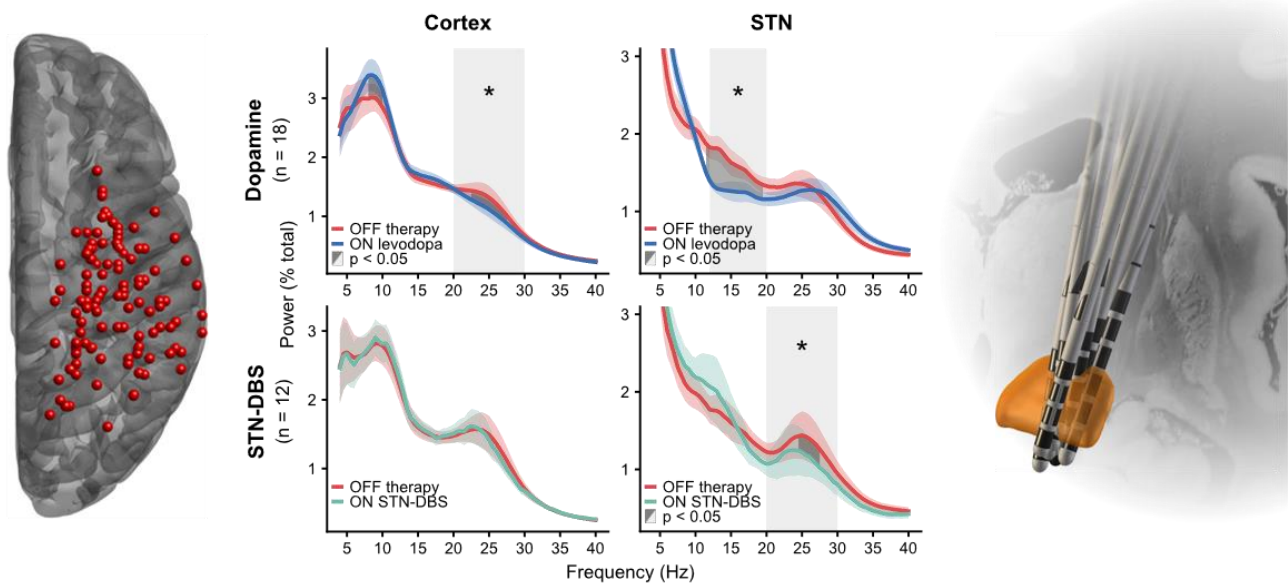 Cortex
STN
Dopamine
(n = 18)
3
2
1
*
OFF therapy
ON levodopa
p < 0.05
5 10 15 20 25 30 35 40
3
2
1
*
OFF therapy
ON levodopa
p < 0.05
5 10 15 20 25 30 35 40
Power (% total)
STN-DBS
(n = 12)
3
2
1
OFF therapy
ON STN-DBS
5 10 15 20 25 30 35 40
3
2
1
*
OFF therapy
ON STN-DBS
p < 0.05
5 10 15 20 25 30 35 40
Frequency (Hz)